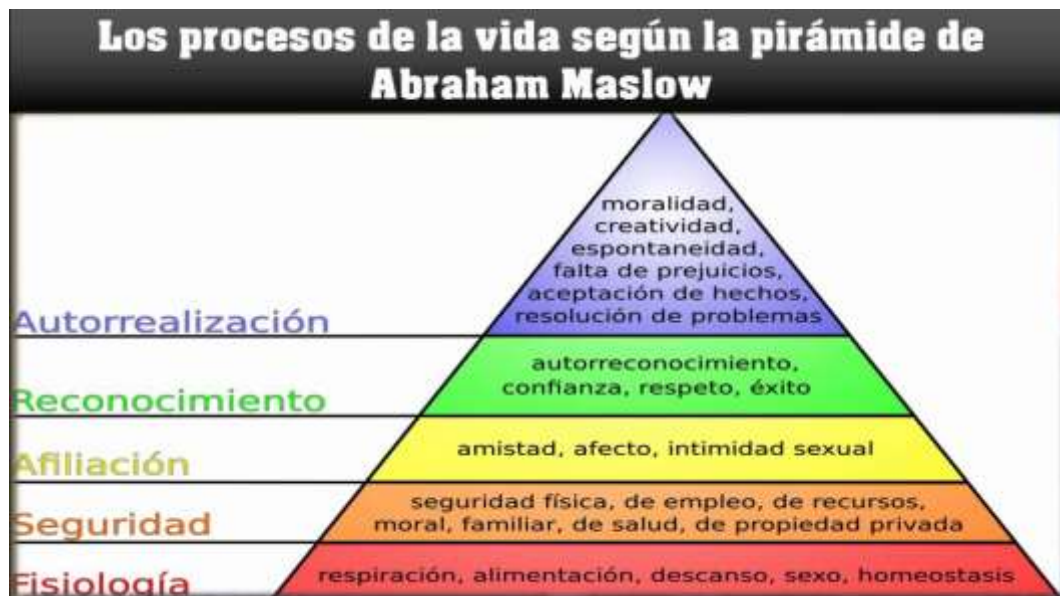 Los procesos de la vida según la pirámide de
Abraham Maslow
moralidad,
creatividad,
espontaneidad,
falta de prejuicios,
aceptación de hechos,
resolución de problemas
Autorrealización
autorreconocimiento,
confianza, respeto, éxito
Reconocimiento
amistad, afecto, intimidad sexual
Afiliación
seguridad física, de empleo, de recursos,
moral, familiar, de salud, de propiedad privada
Seguridad
respiración, alimentación, descanso, sexo, homeostasis
Fisiología